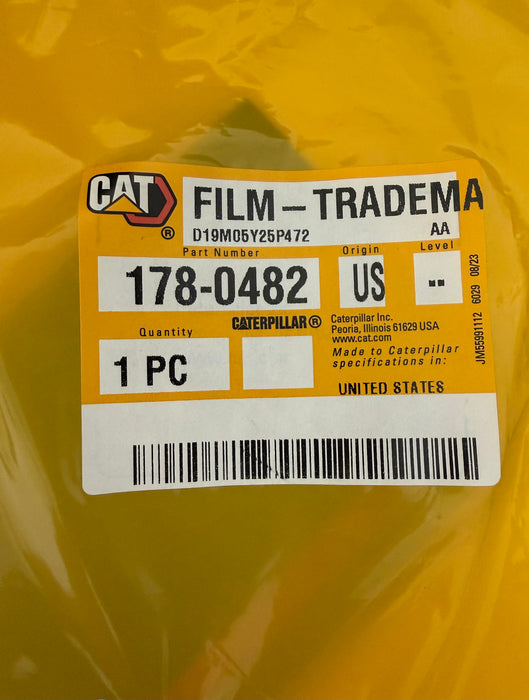 CAT
®
FILM – TRADEMA
D19M05Y25P472
AA
Part Number
Origin
Level
178-0482
US
--
Quantity
CATERPILLAR®
1 PC
Caterpillar Inc.
Peoria, Illinois 61629 USA
www.cat.com
Made to Caterpillar
specifications in:
UNITED STATES
JM55991112 6029 08/23